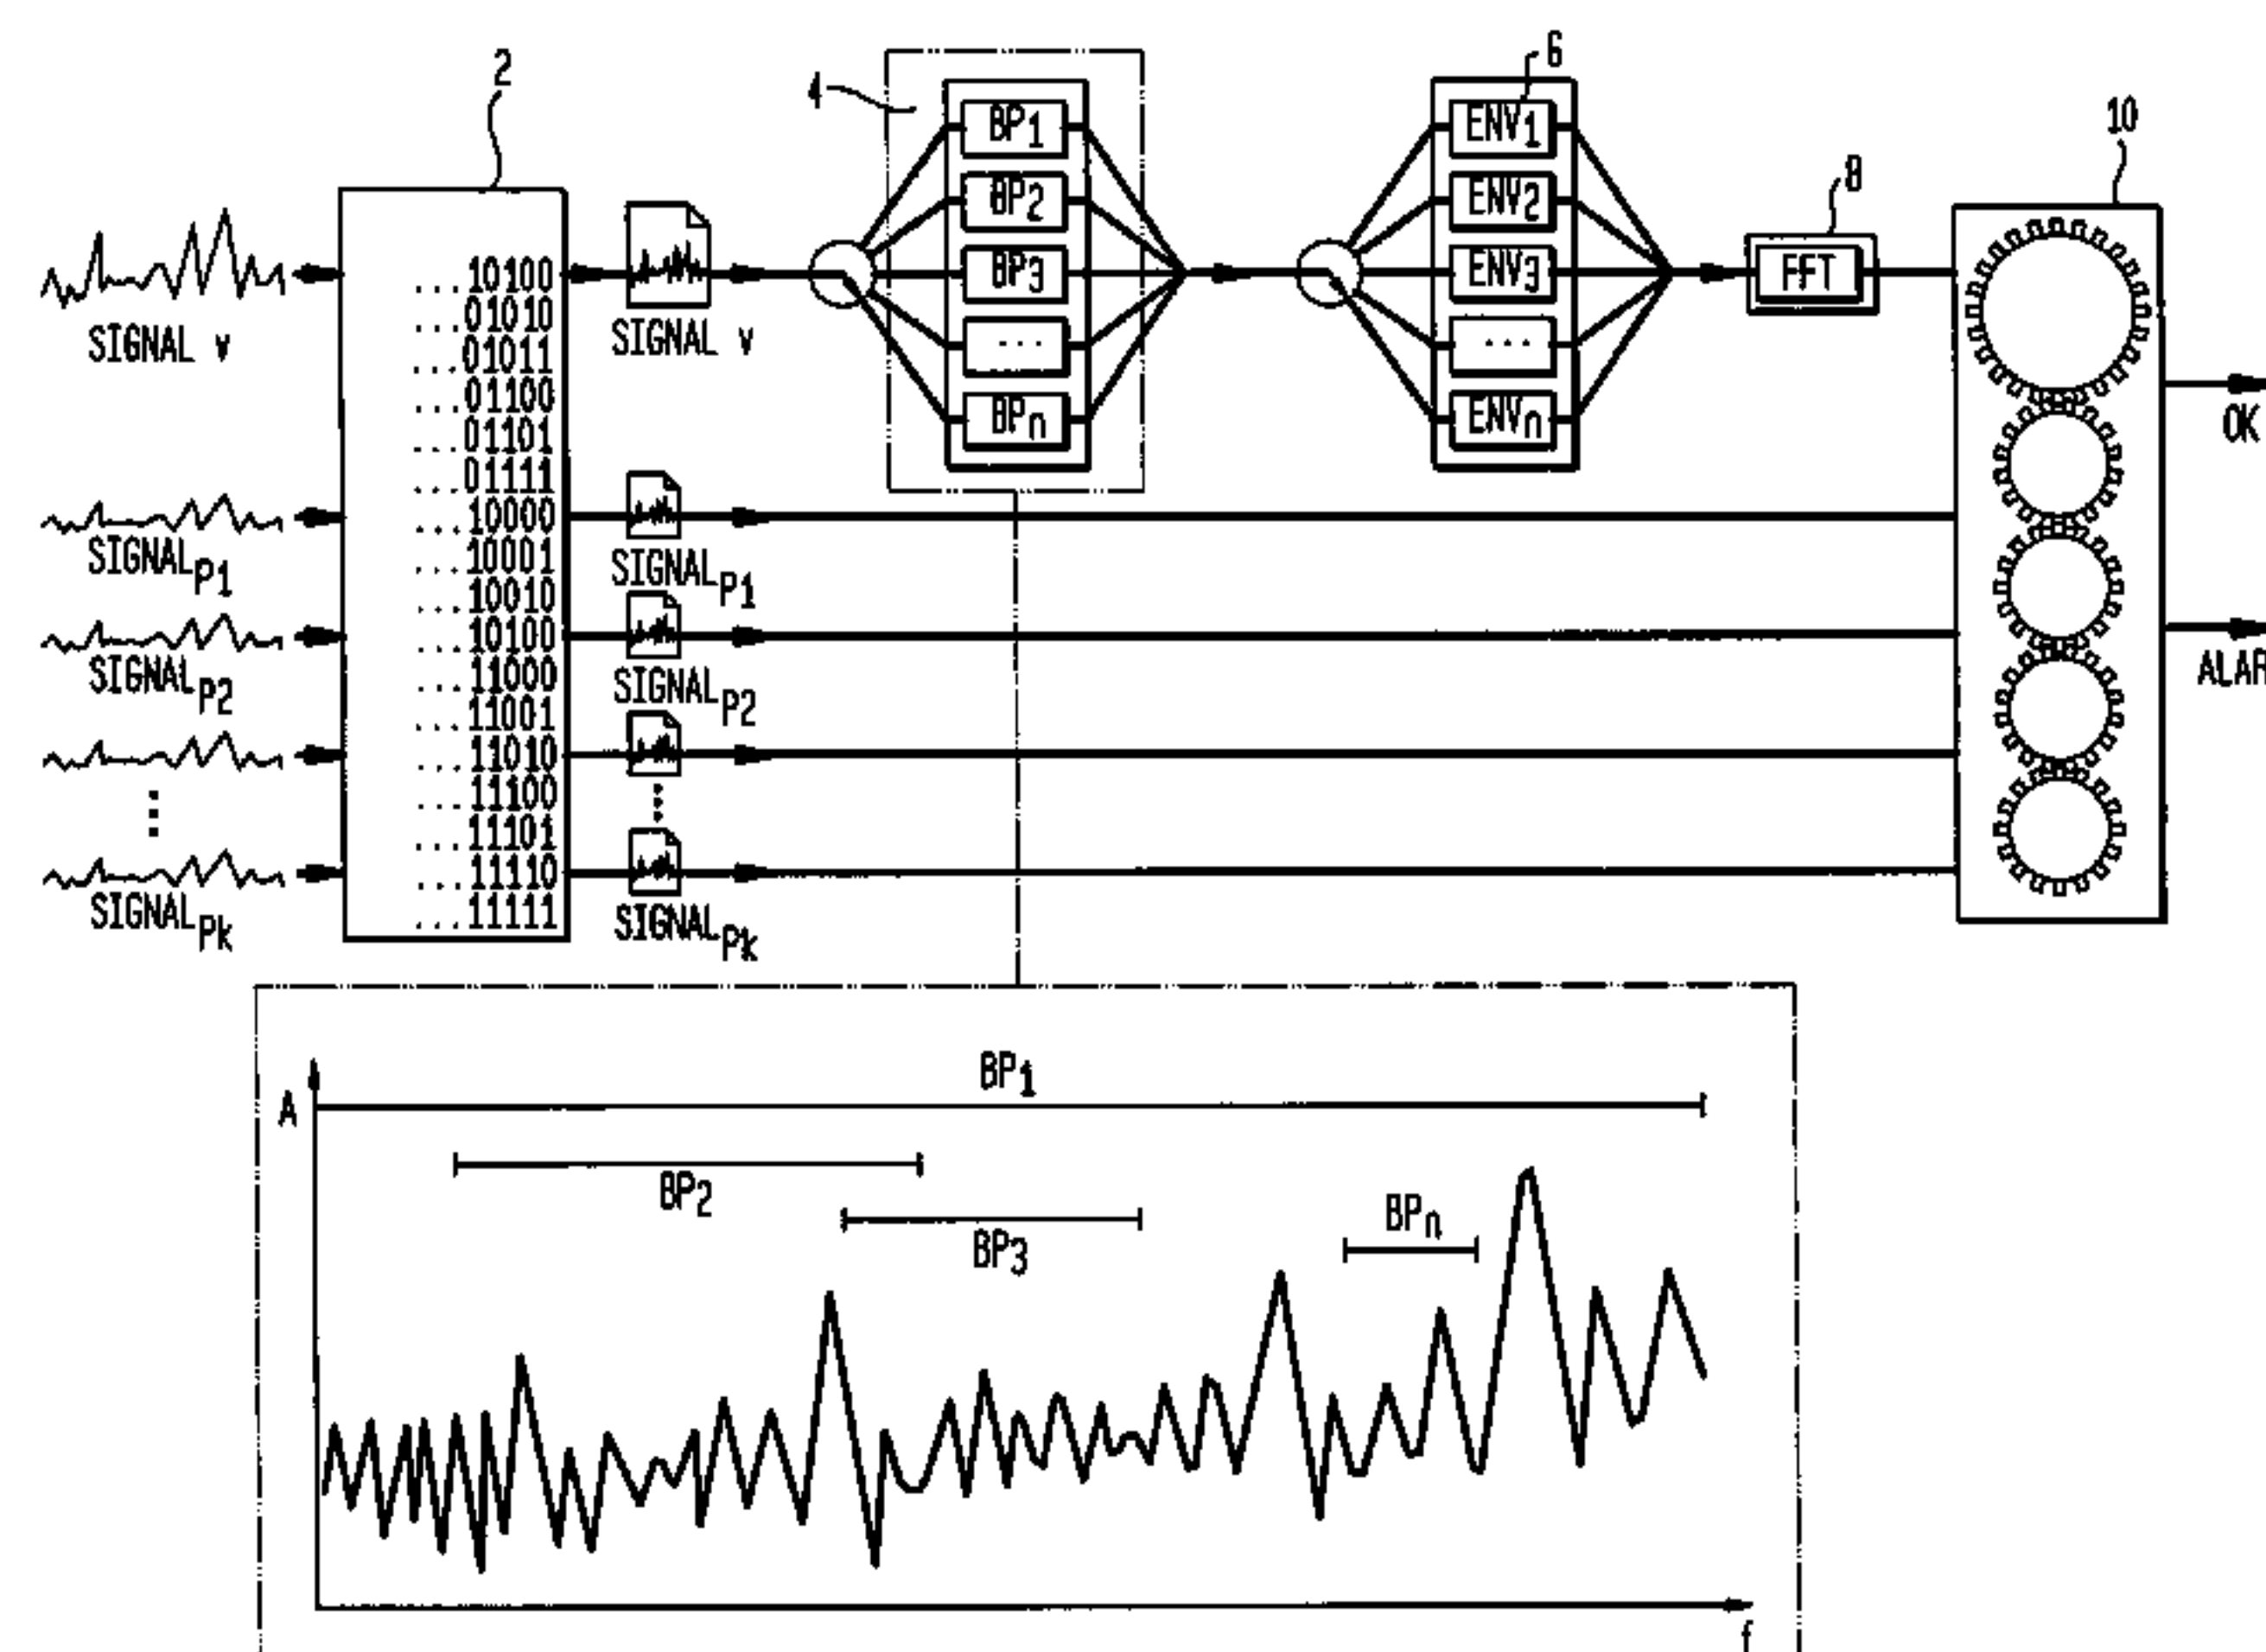 2
4
6
8
10
BP1
BP2
BP3
...
BPn
ENV1
ENV2
ENV3
...
ENVn
FFT
SIGNAL v
SIGNAL v
...10100
...01010
...01011
...01100
...01101
...01111
...10000
...10001
...10010
...10100
...11000
...11001
...11010
...11100
...11101
...11110
...11111
SIGNALP1
SIGNALP2
SIGNALPk
SIGNALP1
SIGNALP2
SIGNALPk
OK
ALAR
A
BP1
BP2
BP3
BPn
f